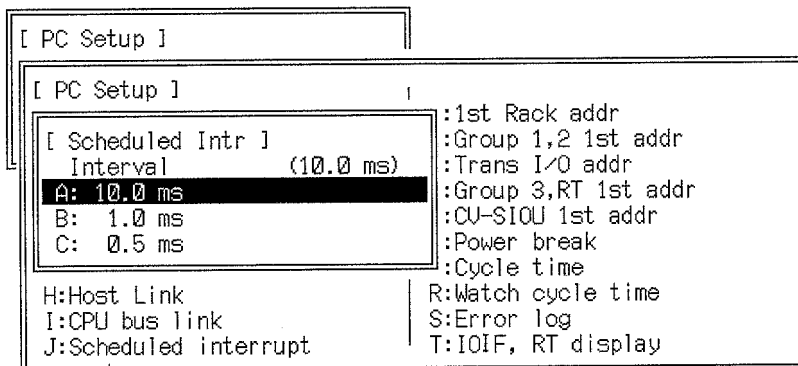 [ PC Setup ]
[ PC Setup ]
[ Scheduled Intr ]
Interval (10.0 ms)
A: 10.0 ms
B: 1.0 ms
C: 0.5 ms
H:Host Link
I:CPU bus link
J:Scheduled interrupt
:1st Rack addr
:Group 1,2 1st addr
:Trans I/O addr
:Group 3,RT 1st addr
:CV-SIOU 1st addr
:Power break
:Cycle time
R:Watch cycle time
S:Error log
T:IOIF, RT display